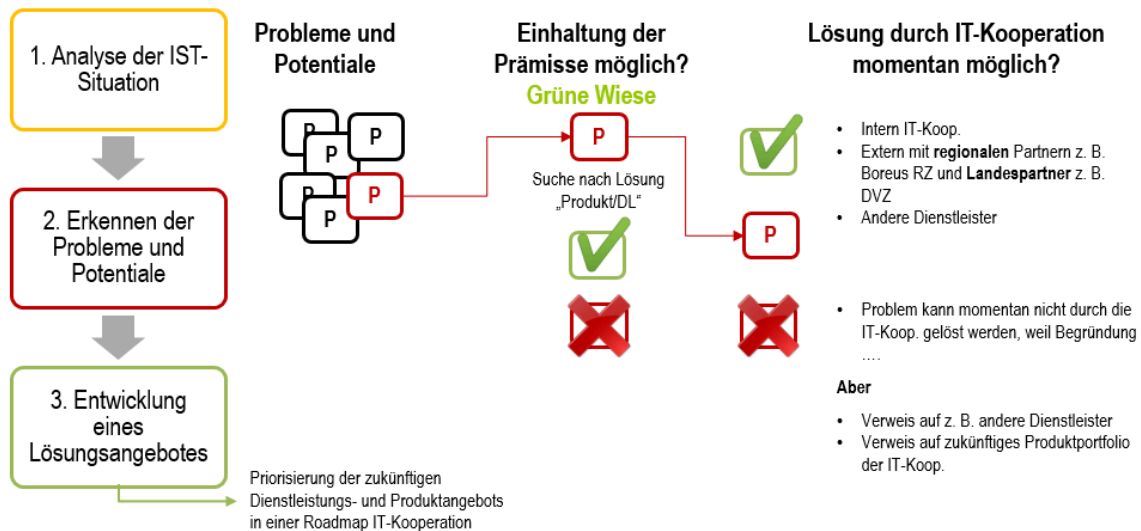 1. Analyse der IST-
Situation
2. Erkennen der
Probleme und
Potentiale
3. Entwicklung
eines
Lösungsangebotes
Priorisierung der zukünftigen
Dienstleistungs- und Produktangebots
in einer Roadmap IT-Kooperation
Probleme und
Potentiale
P
P
P
P
P
P
Einhaltung der
Prämisse möglich?
Grüne Wiese
P
Suche nach Lösung
„Produkt/DL“
Lösung durch IT-Kooperation
momentan möglich?
P
• Intern IT-Koop.
• Extern mit regionalen Partnern z. B.
Boreus RZ und Landespartner z. B.
DVZ
• Andere Dienstleister
• Problem kann momentan nicht durch die
IT-Koop. gelöst werden, weil Begründung
….
Aber
• Verweis auf z. B. andere Dienstleister
• Verweis auf zukünftiges Produktportfolio
der IT-Koop.